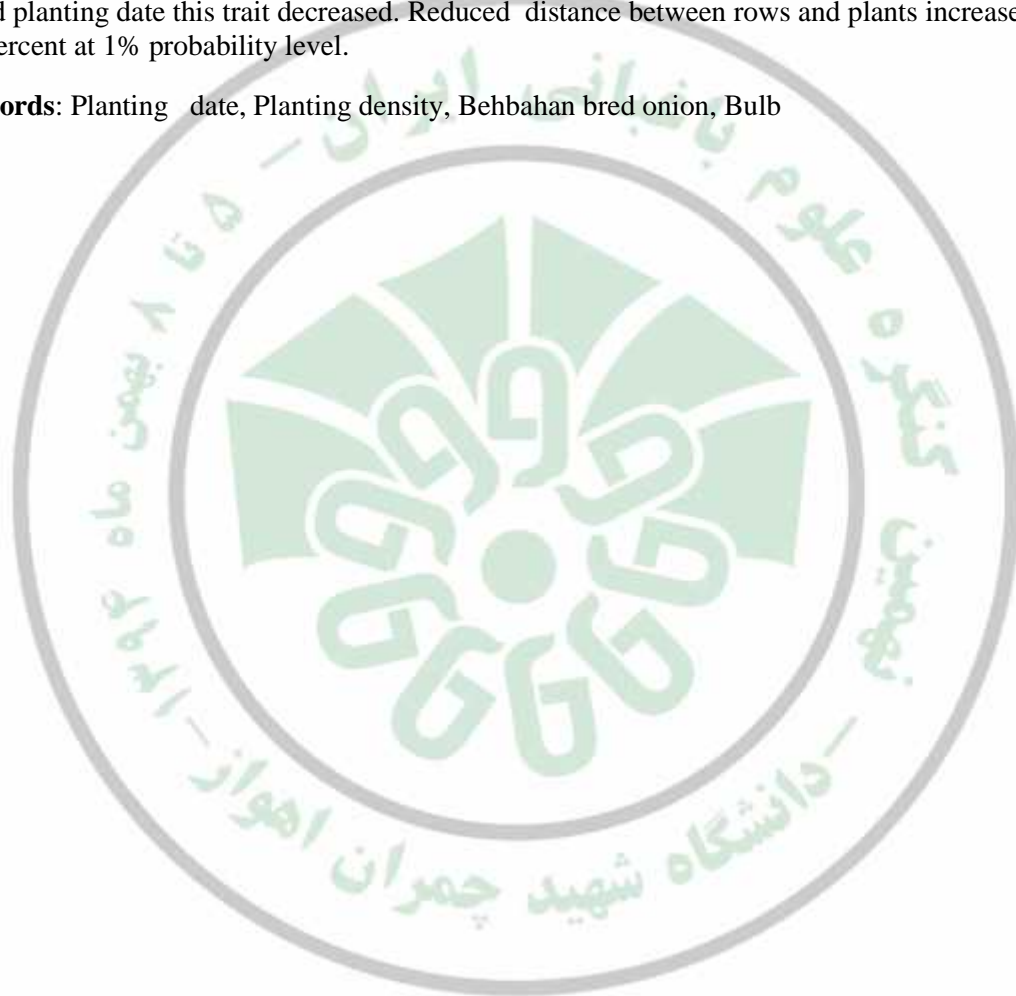 d planting date this trait decreased. Reduced distance between rows and plants increase
ercent at 1% probability level.
ords: Planting date, Planting density, Behbahan bred onion, Bulb
نهمین کنگره علوم باغبانی ایران – ۵ تا ۸ بهمن ماه ۱۳۹۴ – دانشگاه شهید چمران اهواز –